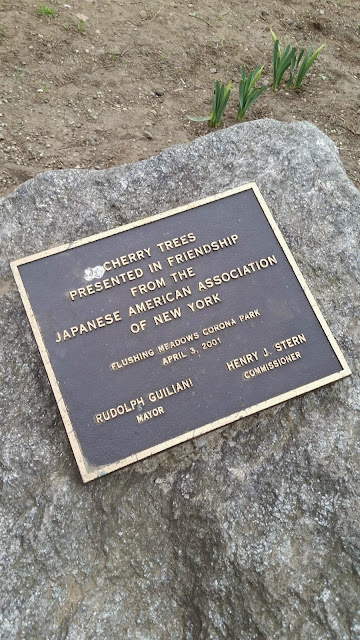 CHERRY TREES
PRESENTED IN FRIENDSHIP
FROM THE
JAPANESE AMERICAN ASSOCIATION
OF NEW YORK
FLUSHING MEADOWS CORONA PARK
APRIL 3, 2001
RUDOLPH GUILIANI
MAYOR
HENRY J. STERN
COMMISSIONER